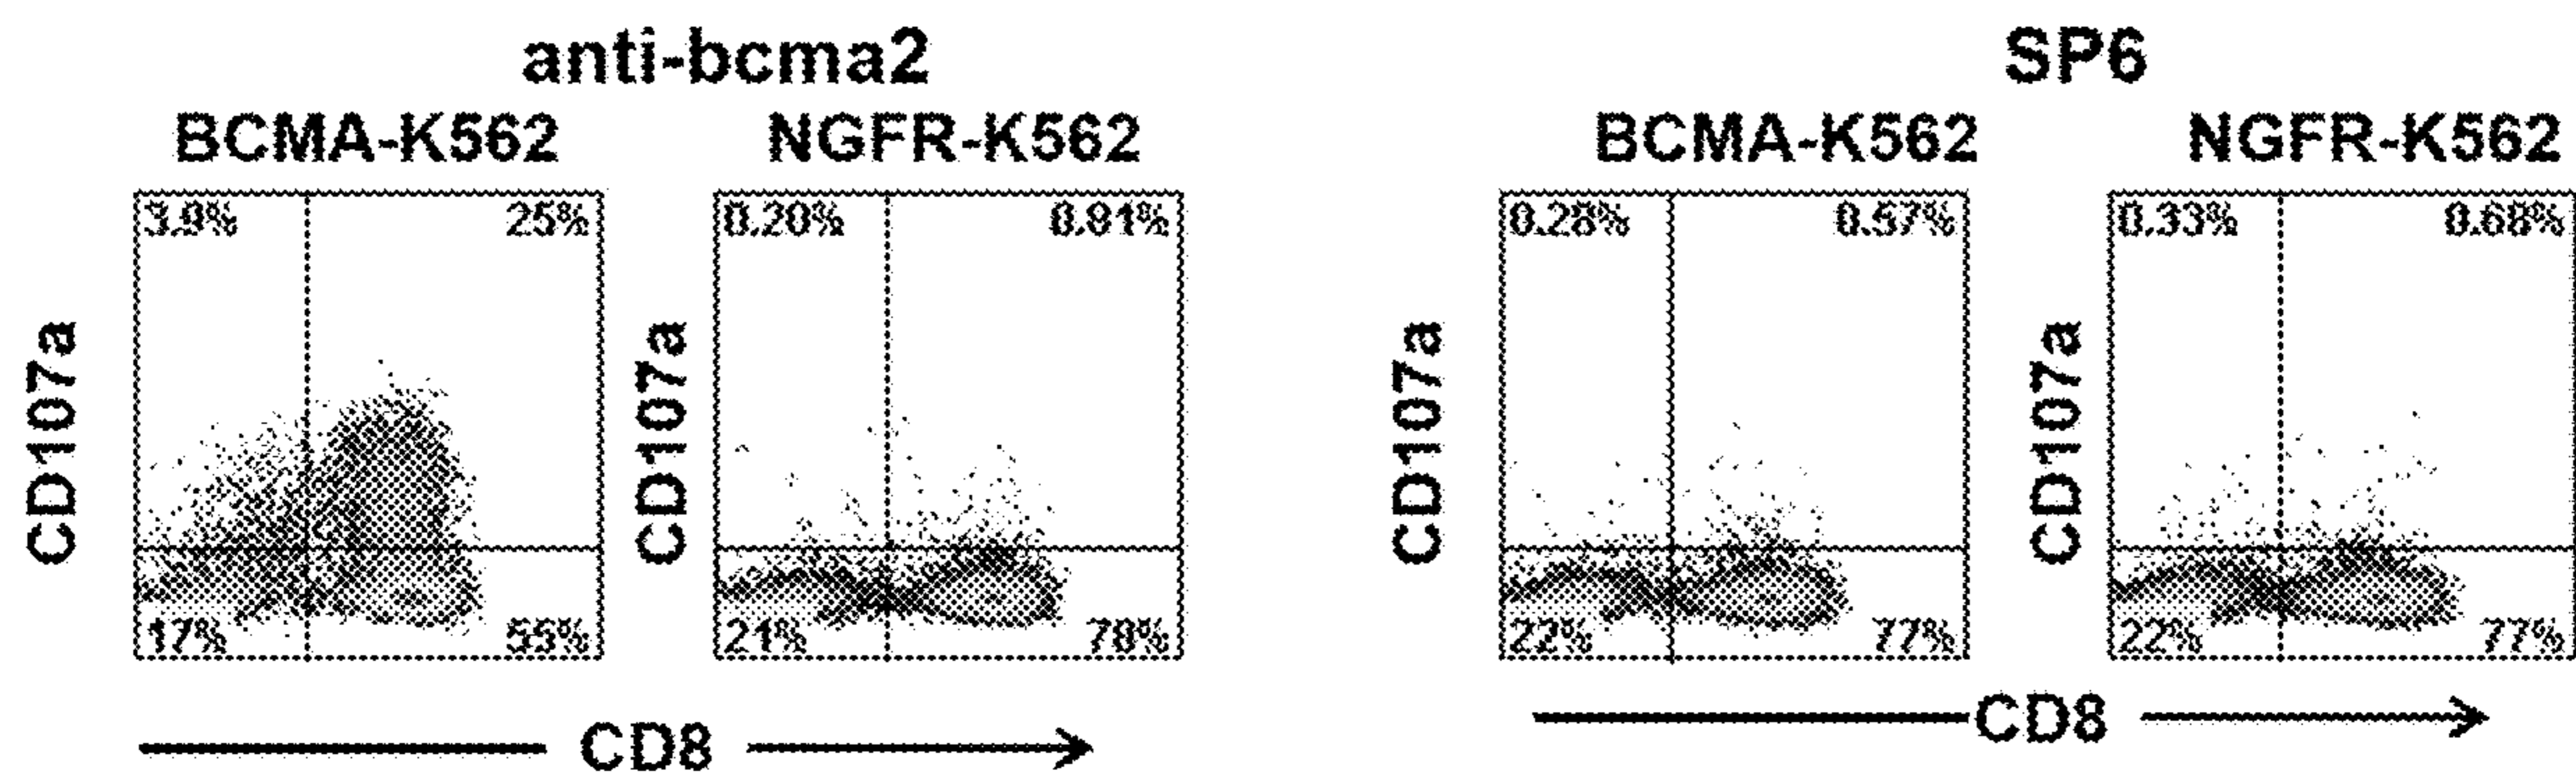 anti-bcma2 SP6
BCMA-K562 NGFR-K562 BCMA-K562 NGFR-K562
3.9% 25% 0.20% 0.81% 0.28% 0.57% 0.33% 0.68%
CD107a CD107a CD107a CD107a
17% 55% 21% 78% 22% 77% 22% 77%
CD8 CD8